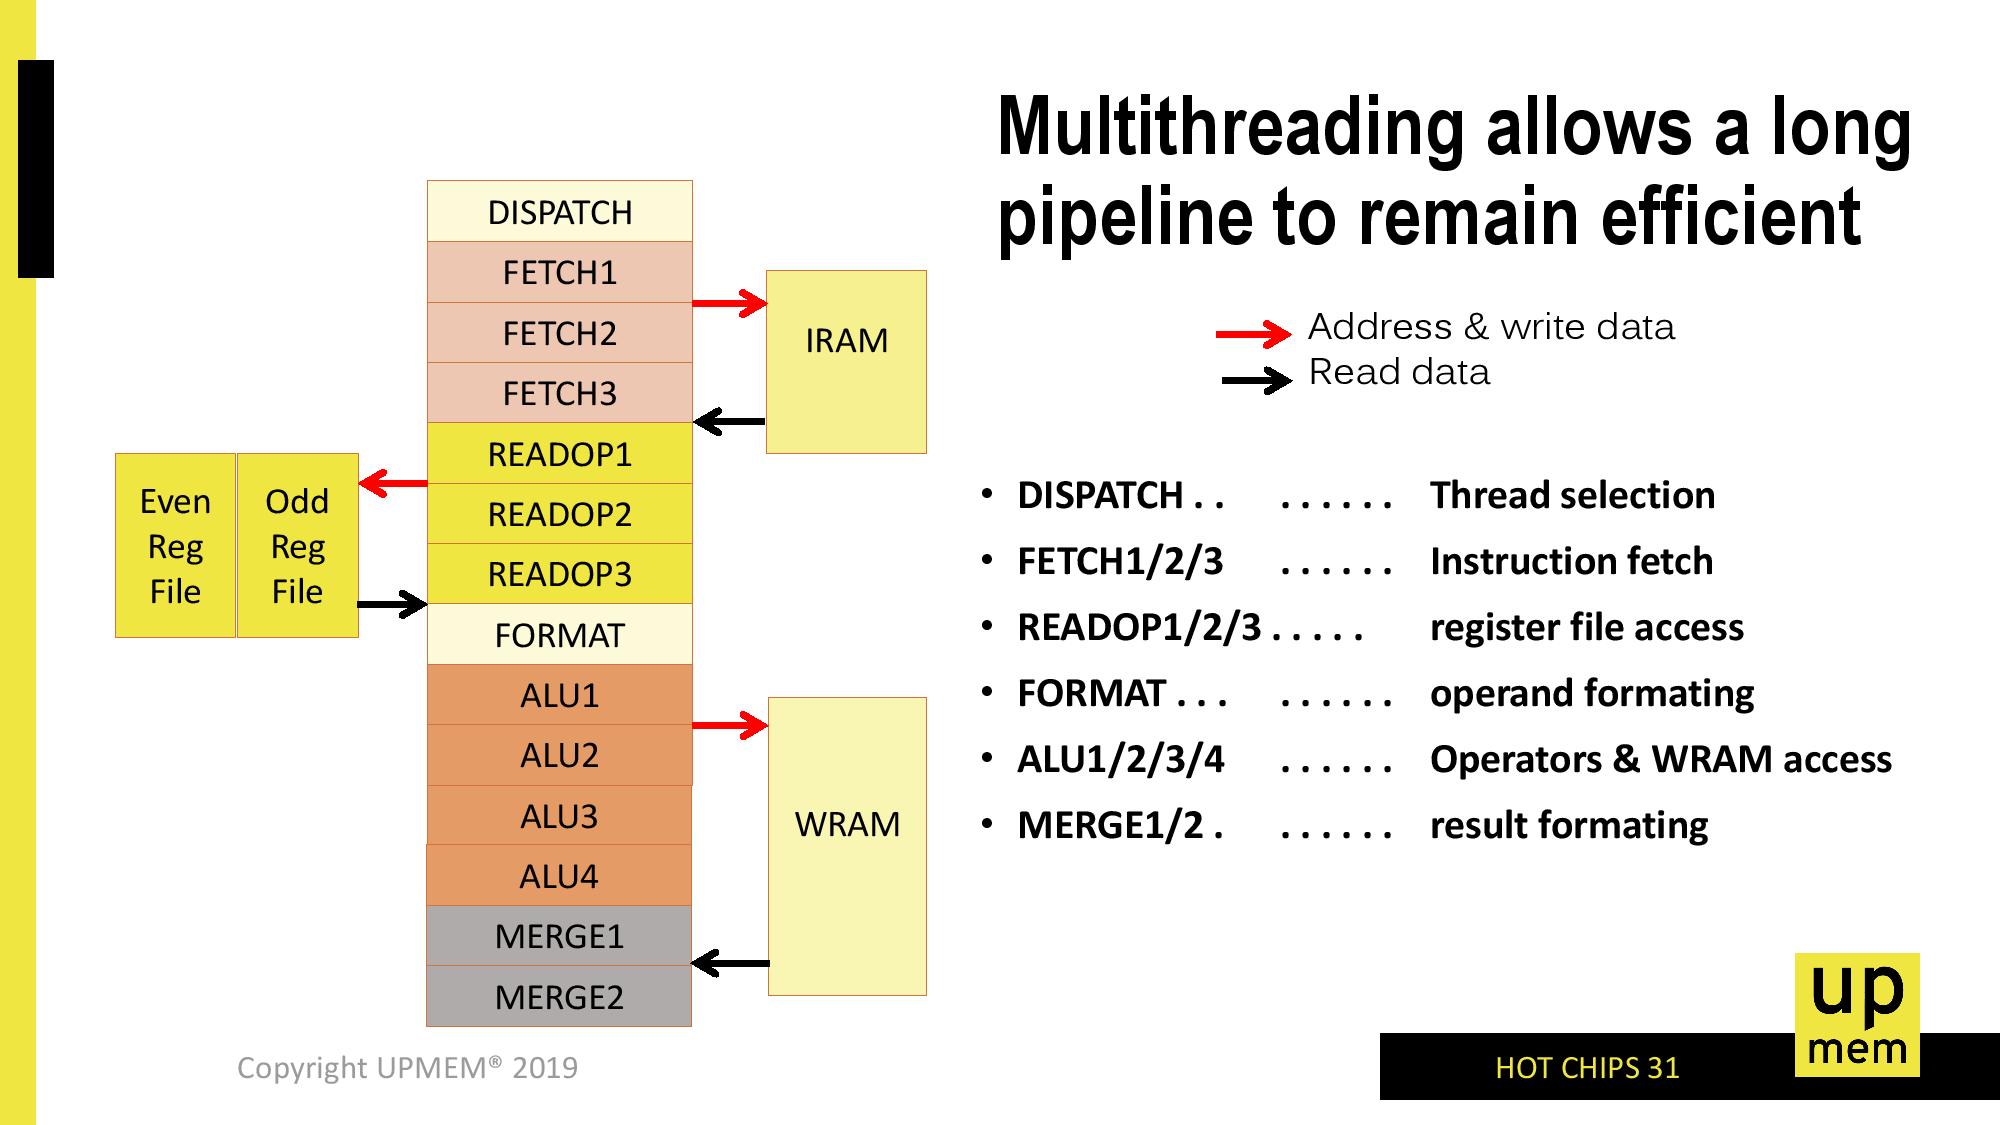 Multithreading allows a long
pipeline to remain efficient
DISPATCH
FETCH1
FETCH2
FETCH3
READOP1
READOP2
READOP3
FORMAT
ALU1
ALU2
ALU3
ALU4
MERGE1
MERGE2
IRAM
Even
Reg
File
Odd
Reg
File
WRAM
Address & write data
Read data
• DISPATCH . . . . . . . . Thread selection
• FETCH1/2/3 . . . . . . Instruction fetch
• READOP1/2/3 . . . . . register file access
• FORMAT . . . . . . . . . operand formating
• ALU1/2/3/4 . . . . . . Operators & WRAM access
• MERGE1/2 . . . . . . . result formating
Copyright UPMEM® 2019
HOT CHIPS 31
up
mem